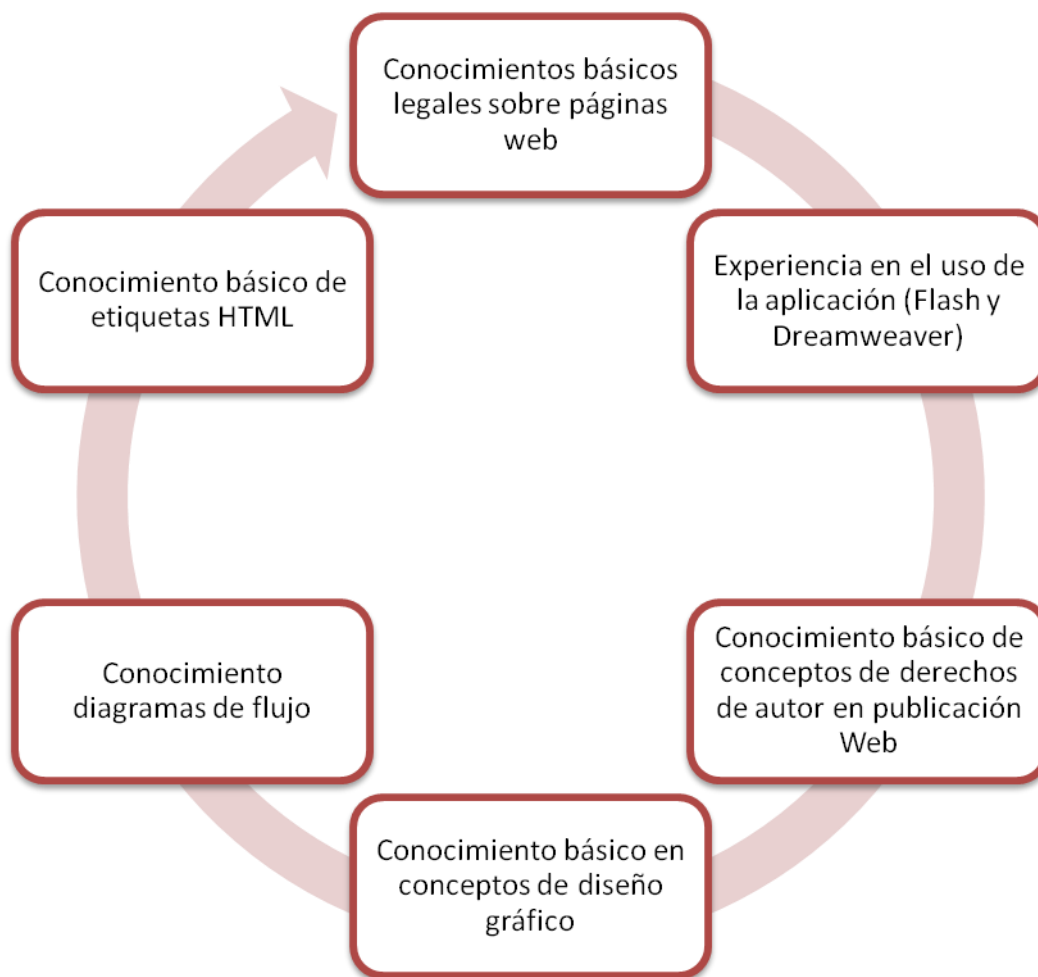 Conocimientos básicos
legales sobre páginas
web
Experiencia en el uso de
la aplicación (Flash y
Dreamweaver)
Conocimiento básico de
conceptos de derechos
de autor en publicación
Web
Conocimiento básico en
conceptos de diseño
gráfico
Conocimiento
diagramas de flujo
Conocimiento básico de
etiquetas HTML